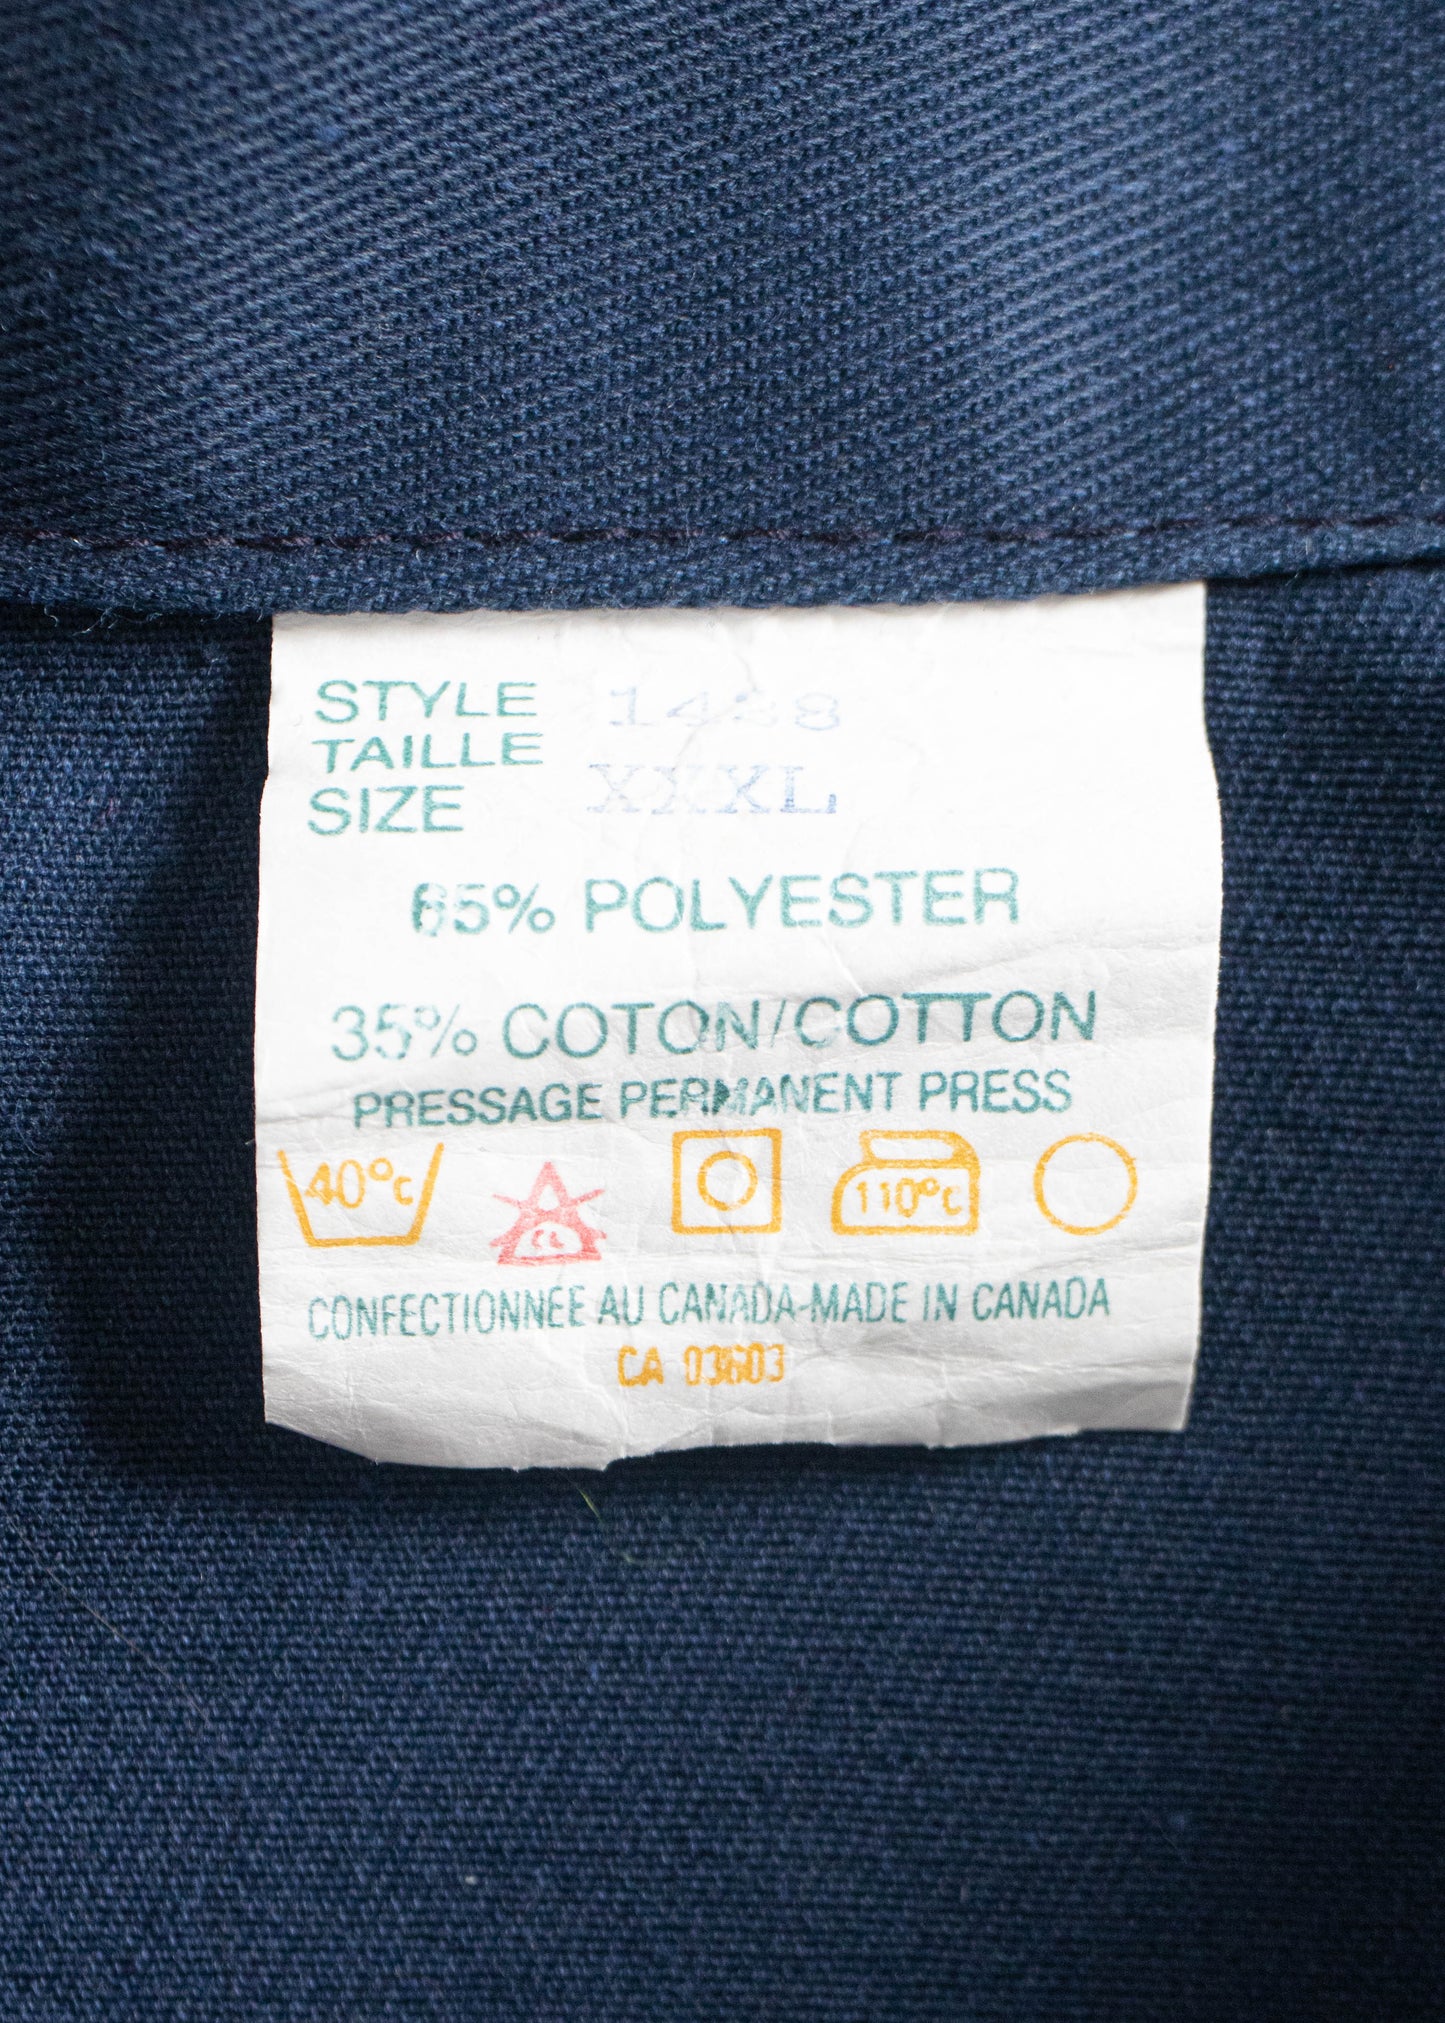 STYLE 1438
TAILLE
SIZE XXXL
65% POLYESTER
35% COTON/COTTON
PRESSAGE PERMANENT PRESS
40°C CL 110°C
CONFECTIONNEE AU CANADA-MADE IN CANADA
CA 03603